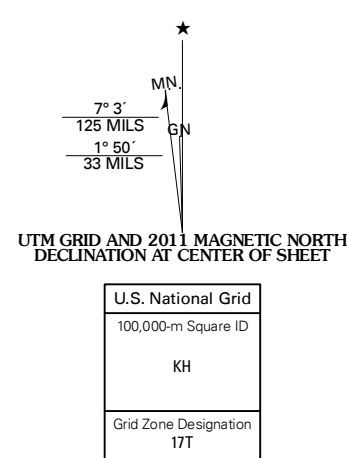 ★
MN.
7° 3´
125 MILS
GN
1° 50´
33 MILS
UTM GRID AND 2011 MAGNETIC NORTH
DECLINATION AT CENTER OF SHEET
U.S. National Grid
100,000-m Square ID
KH
Grid Zone Designation
17T